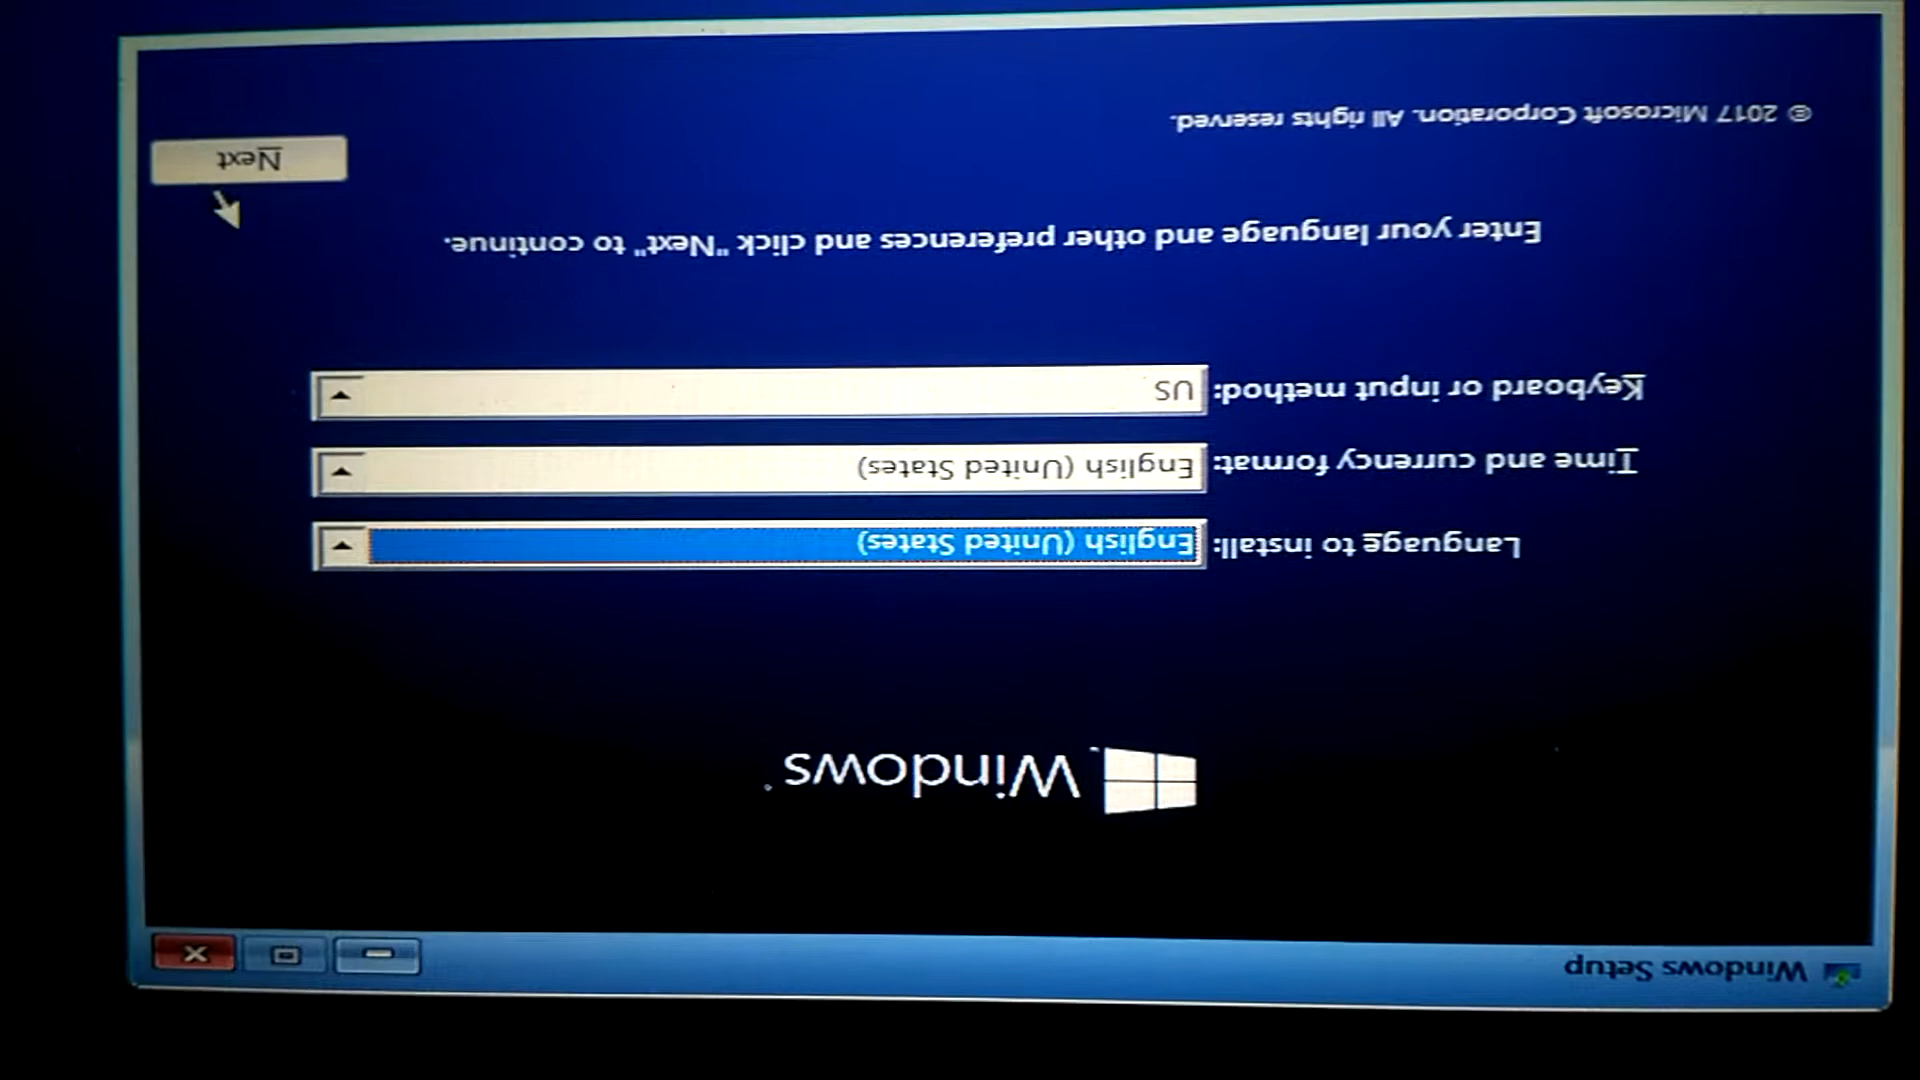 Windows Setup
Windows
Language to install: English (United States)
Time and currency format: English (United States)
Keyboard or input method: US
Enter your language and other preferences and click "Next" to continue.
Next
© 2017 Microsoft Corporation. All rights reserved.